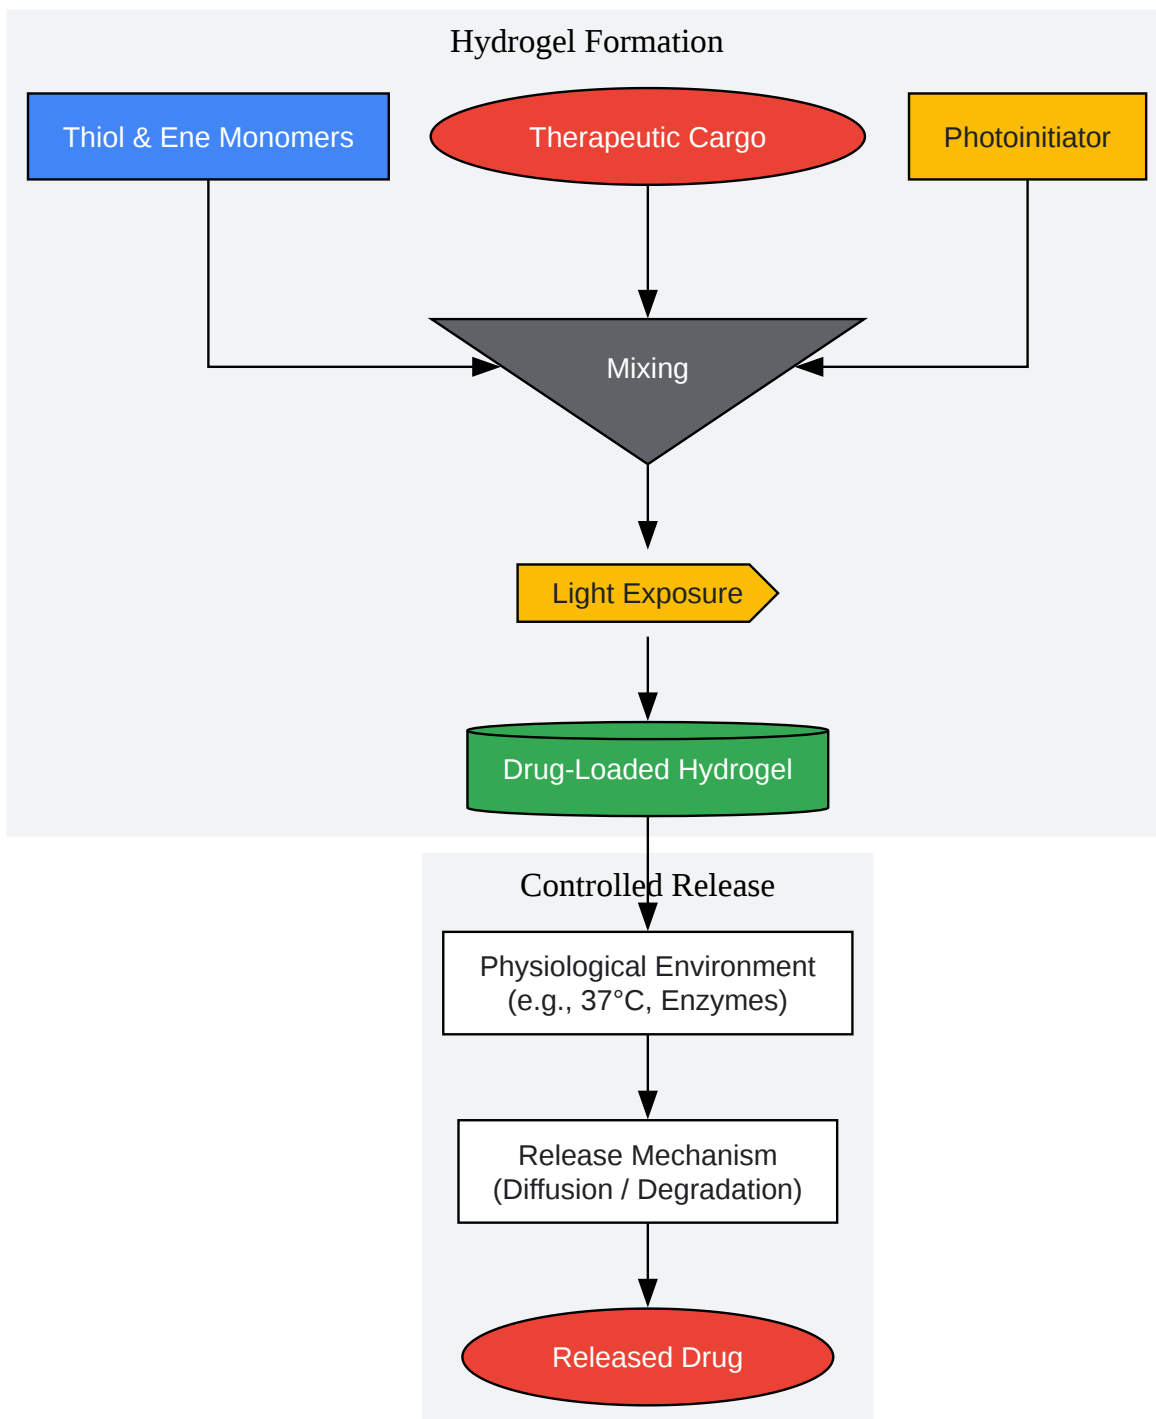 Hydrogel Formation
Thiol & Ene Monomers
Therapeutic Cargo
Photoinitiator
Mixing
Light Exposure
Drug-Loaded Hydrogel
Controlled Release
Physiological Environment
(e.g., 37°C, Enzymes)
Release Mechanism
(Diffusion / Degradation)
Released Drug